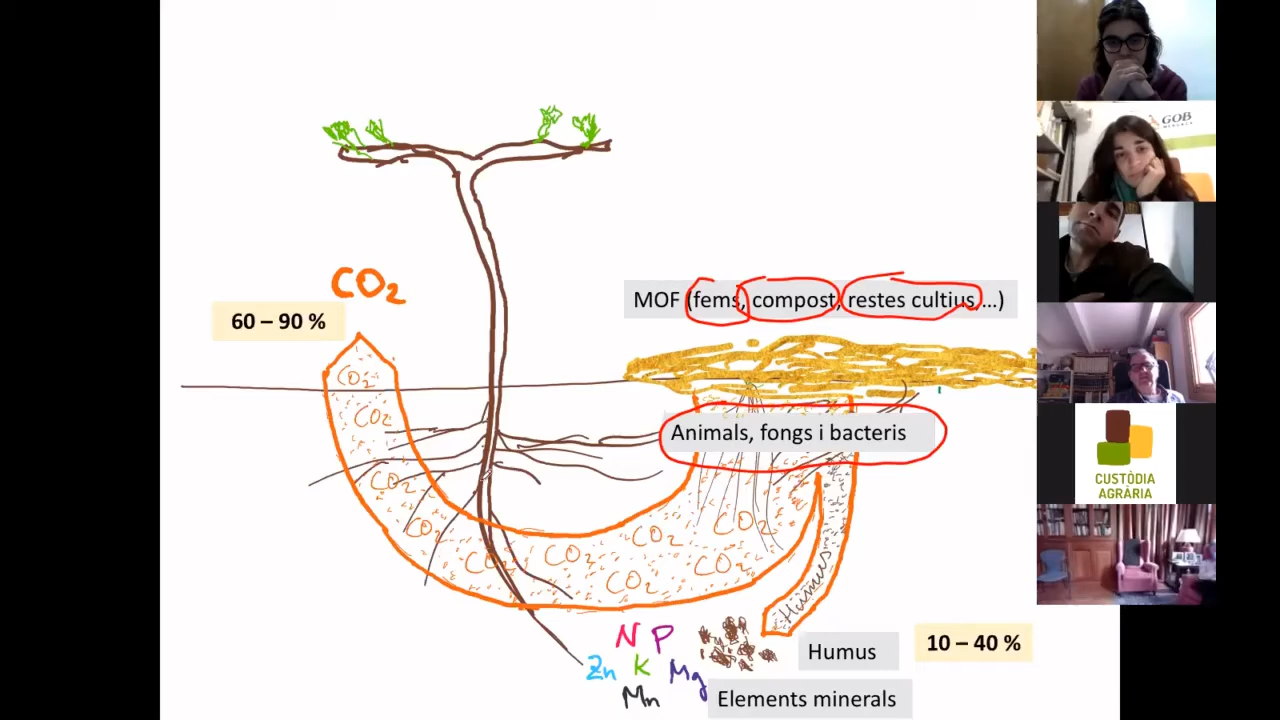 CO2
60 – 90 %
MOF (fems, compost, restes cultius,...)
CO2
CO2
Animals, fongs i bacteris
CO2
CO2
CO2
CO2
CO2
CO2
CO2
CO2
Humus
N P
Zn K Mg
Mn
Humus
10 – 40 %
Elements minerals
GOB
MENORCA
CUSTÒDIA
AGRÀRIA